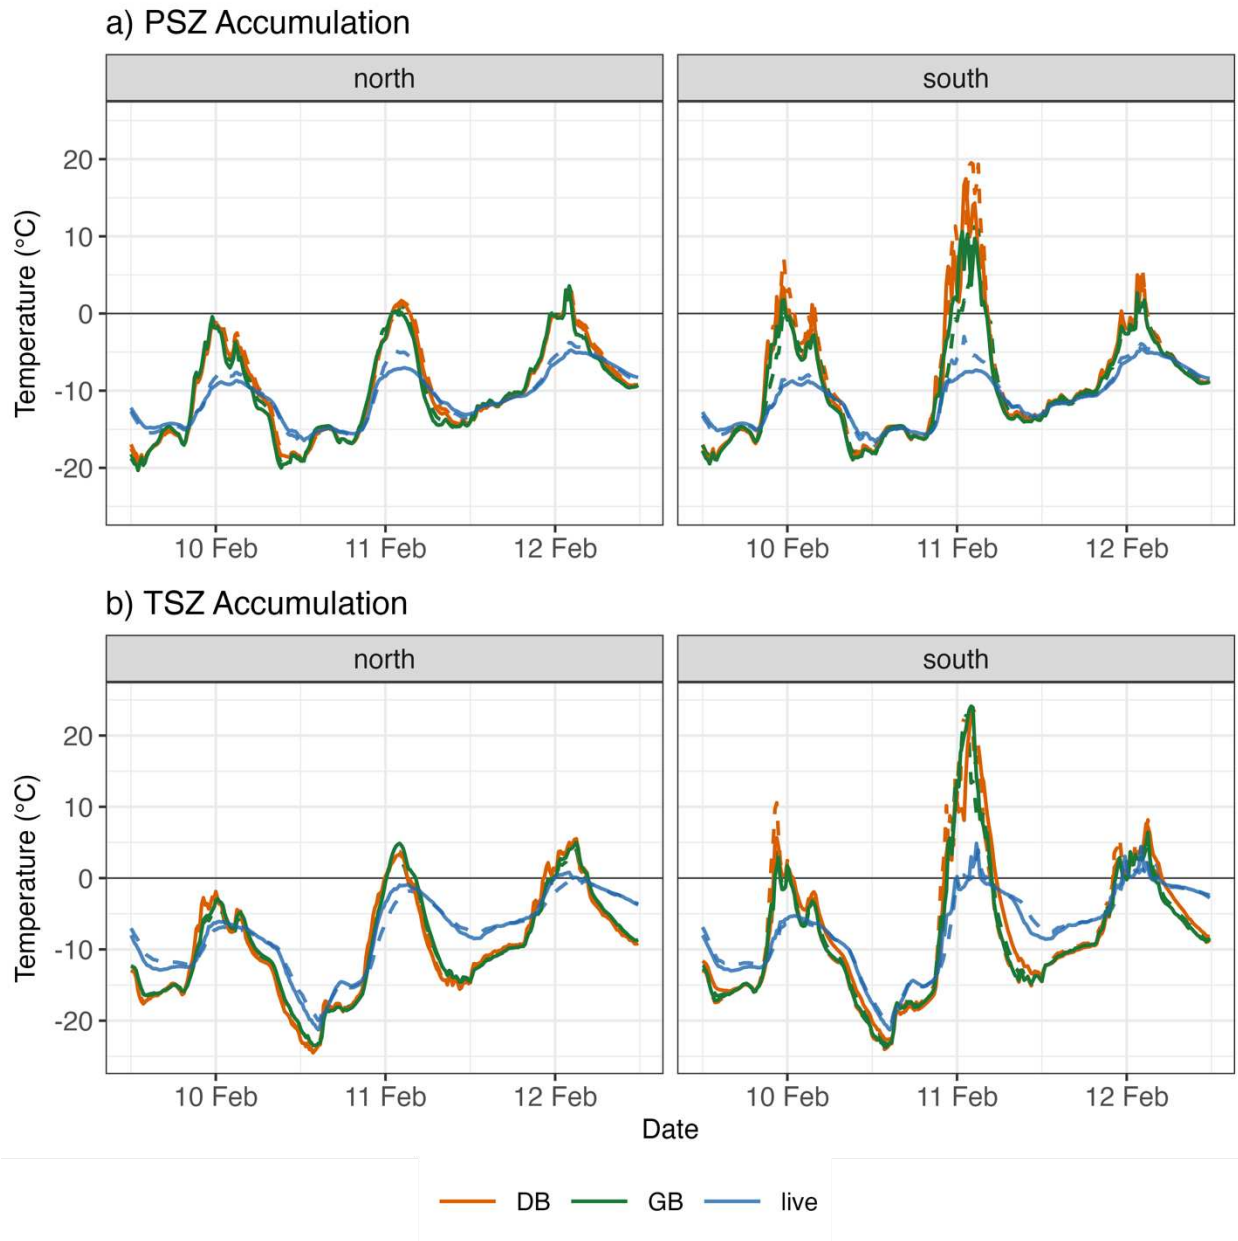 a) PSZ Accumulation
north south
Temperature (°C)
20
10
0
-10
-20
10 Feb 11 Feb 12 Feb 10 Feb 11 Feb 12 Feb
b) TSZ Accumulation
north south
Temperature (°C)
20
10
0
-10
-20
10 Feb 11 Feb 12 Feb 10 Feb 11 Feb 12 Feb
Date
DB GB live